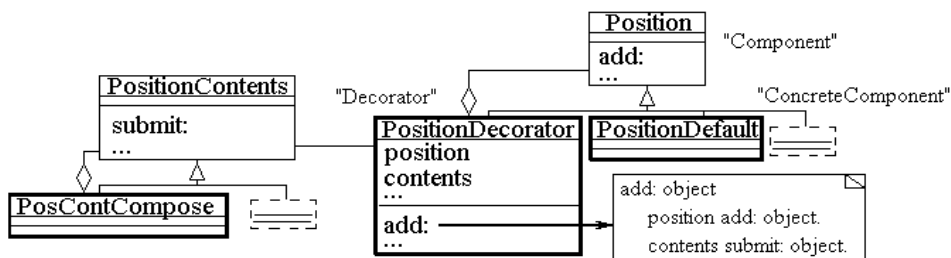 Position
"Component"
add:
...
PositionContents
"Decorator"
"ConcreteComponent"
submit:
...
PositionDecorator
PositionDefault
position
contents
...
PosContCompose
add: object
position add: object.
contents submit: object.
add:
...